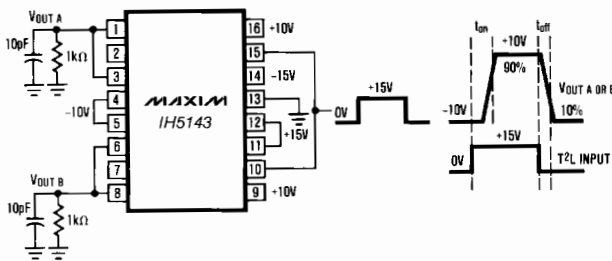 VOUT A
10pF
1kΩ
−10V
VOUT B
10pF
1kΩ
1
2
3
4
5
6
7
8
MAXIM
IH5143
16
15
14
13
12
11
10
9
+10V
−15V
+15V
+10V
0V
+15V
ton
toff
+10V
90%
−10V
VOUT A OR B
10%
+15V
0V
T²L INPUT